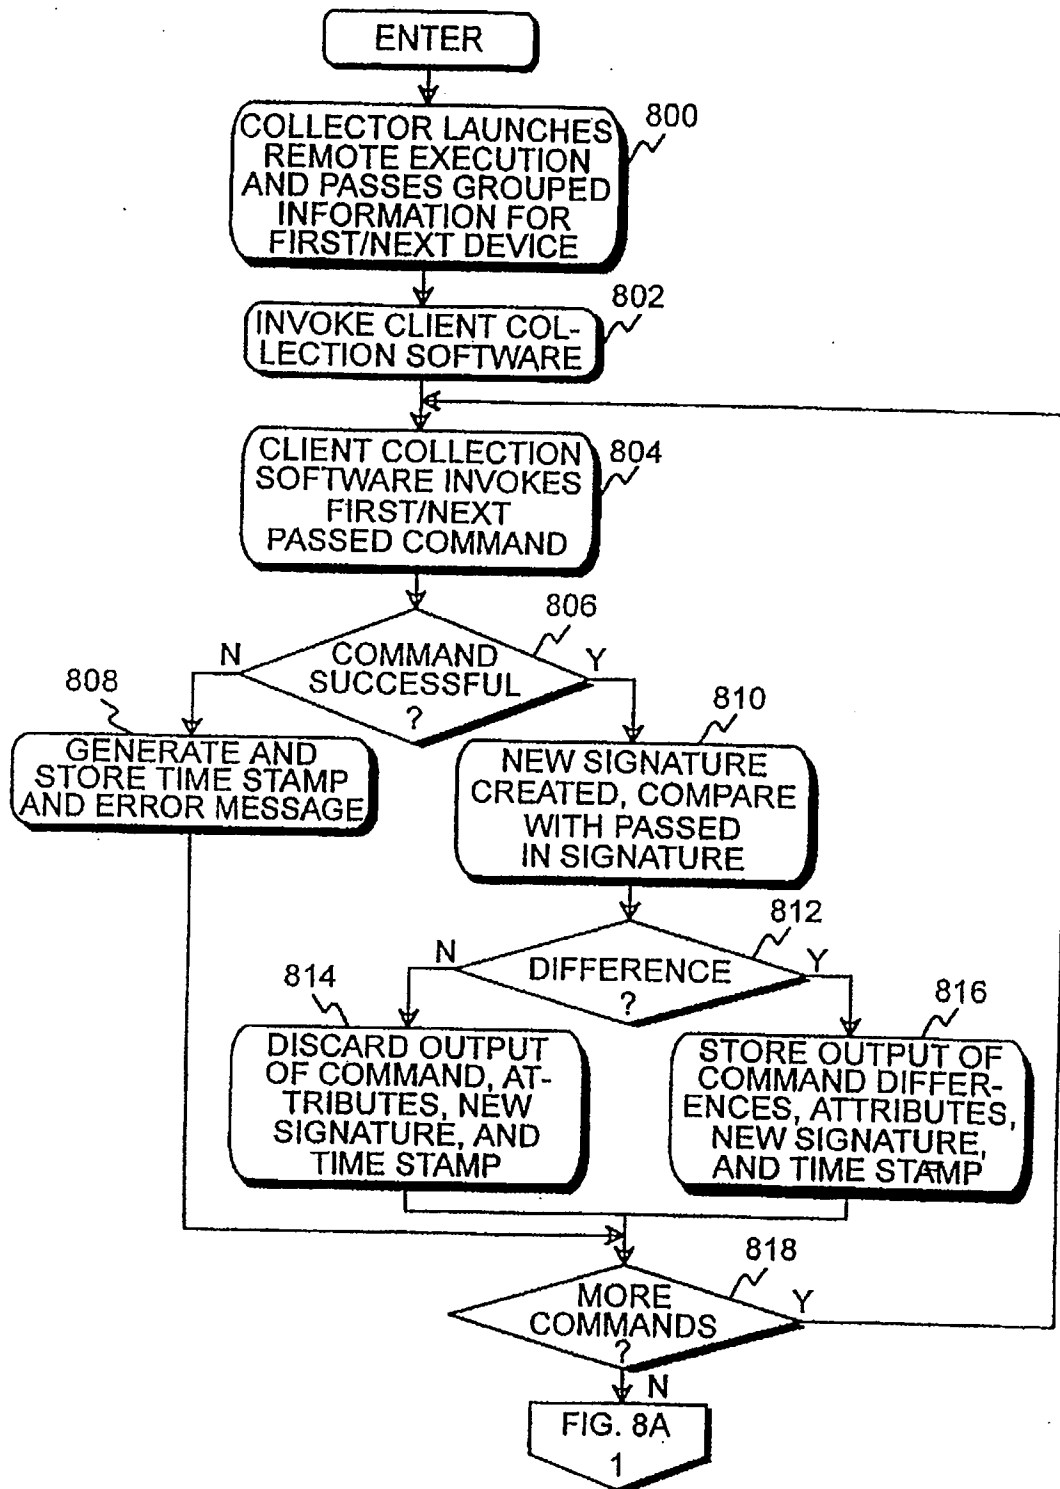 ENTER
COLLECTOR LAUNCHES
REMOTE EXECUTION
AND PASSES GROUPED
INFORMATION FOR
FIRST/NEXT DEVICE
800
INVOKE CLIENT COL-
LECTION SOFTWARE
802
CLIENT COLLECTION
SOFTWARE INVOKES
FIRST/NEXT
PASSED COMMAND
804
COMMAND
SUCCESSFUL
?
806
N
Y
808
GENERATE AND
STORE TIME STAMP
AND ERROR MESSAGE
810
NEW SIGNATURE
CREATED, COMPARE
WITH PASSED
IN SIGNATURE
812
DIFFERENCE
?
N
Y
814
DISCARD OUTPUT
OF COMMAND, AT-
TRIBUTES, NEW
SIGNATURE, AND
TIME STAMP
816
STORE OUTPUT OF
COMMAND DIFFER-
ENCES, ATTRIBUTES,
NEW SIGNATURE,
AND TIME STAMP
818
MORE
COMMANDS
?
Y
N
FIG. 8A
1